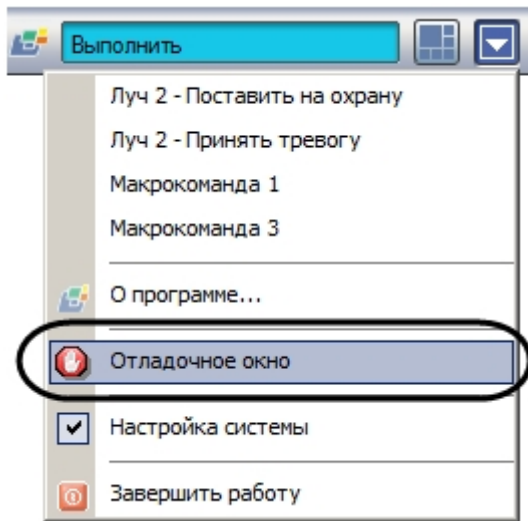 Выполнить
Луч 2 - Поставить на охрану
Луч 2 - Принять тревогу
Макрокоманда 1
Макрокоманда 3
О программе...
Отладочное окно
Настройка системы
Завершить работу